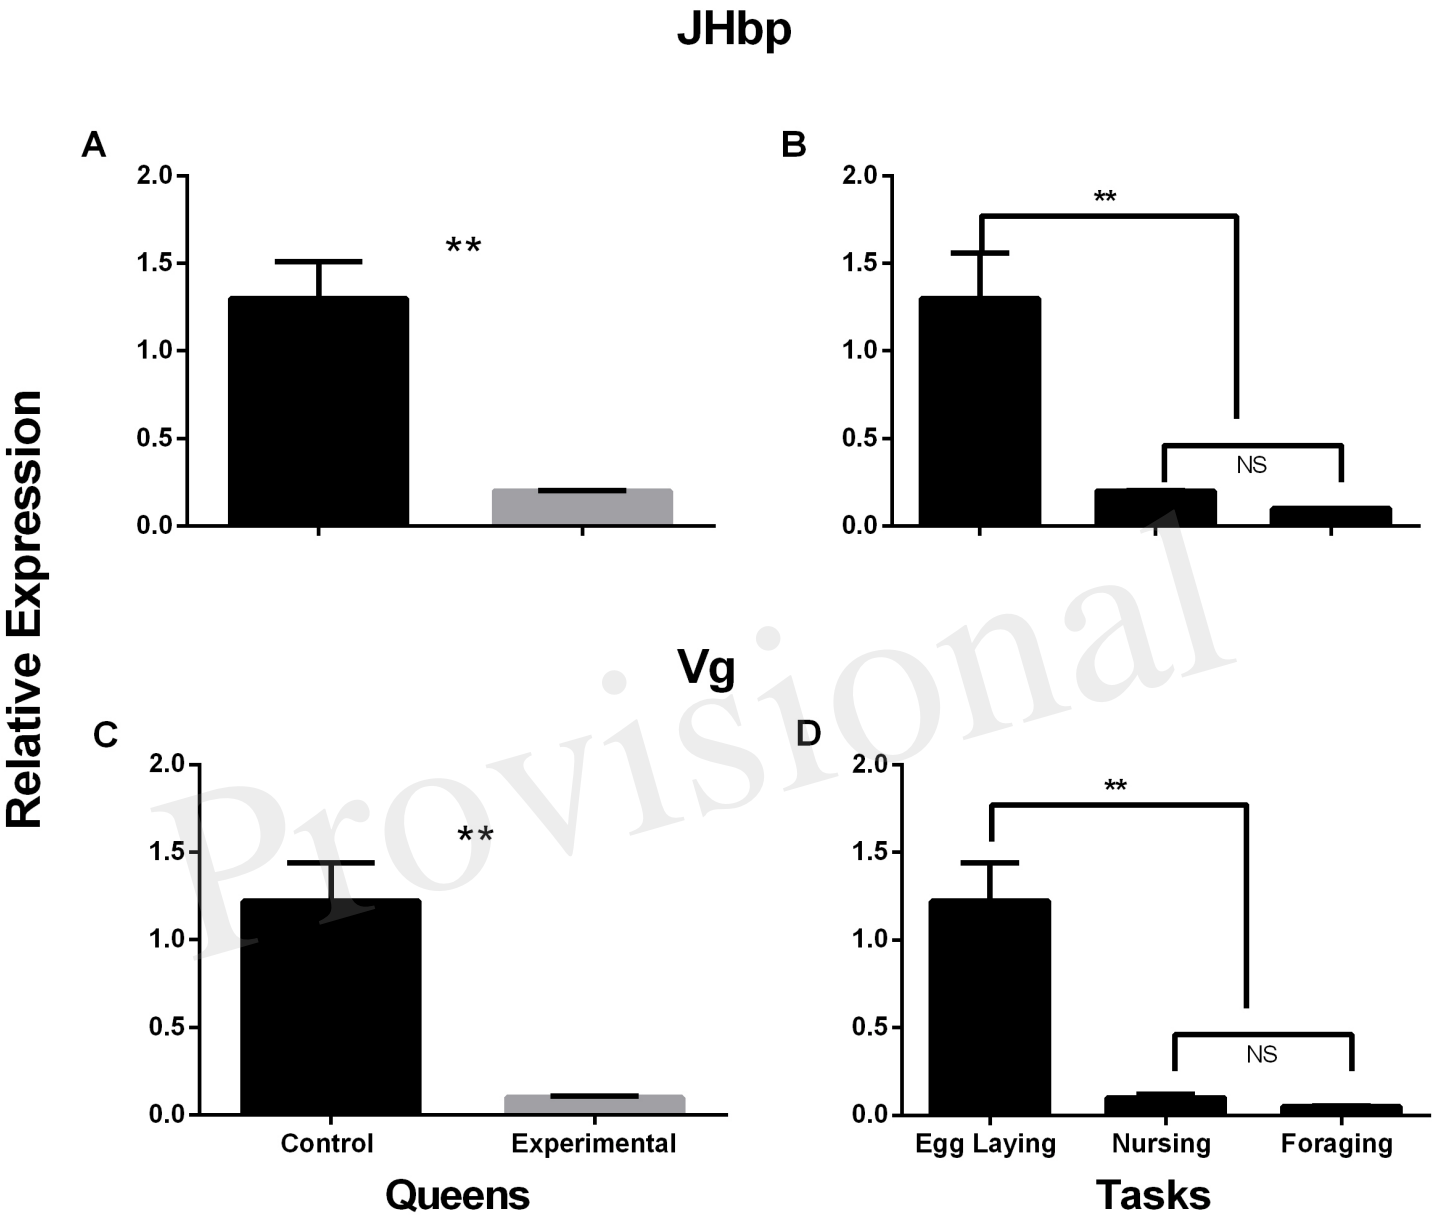 JHbp
A
2.0
1.5
1.0
0.5
0.0
**
B
2.0
1.5
1.0
0.5
0.0
**
NS
Relative Expression
Vg
C
2.0
1.5
1.0
0.5
0.0
**
Control
Experimental
Queens
D
2.0
1.5
1.0
0.5
0.0
**
NS
Egg Laying
Nursing
Foraging
Tasks
Provisional